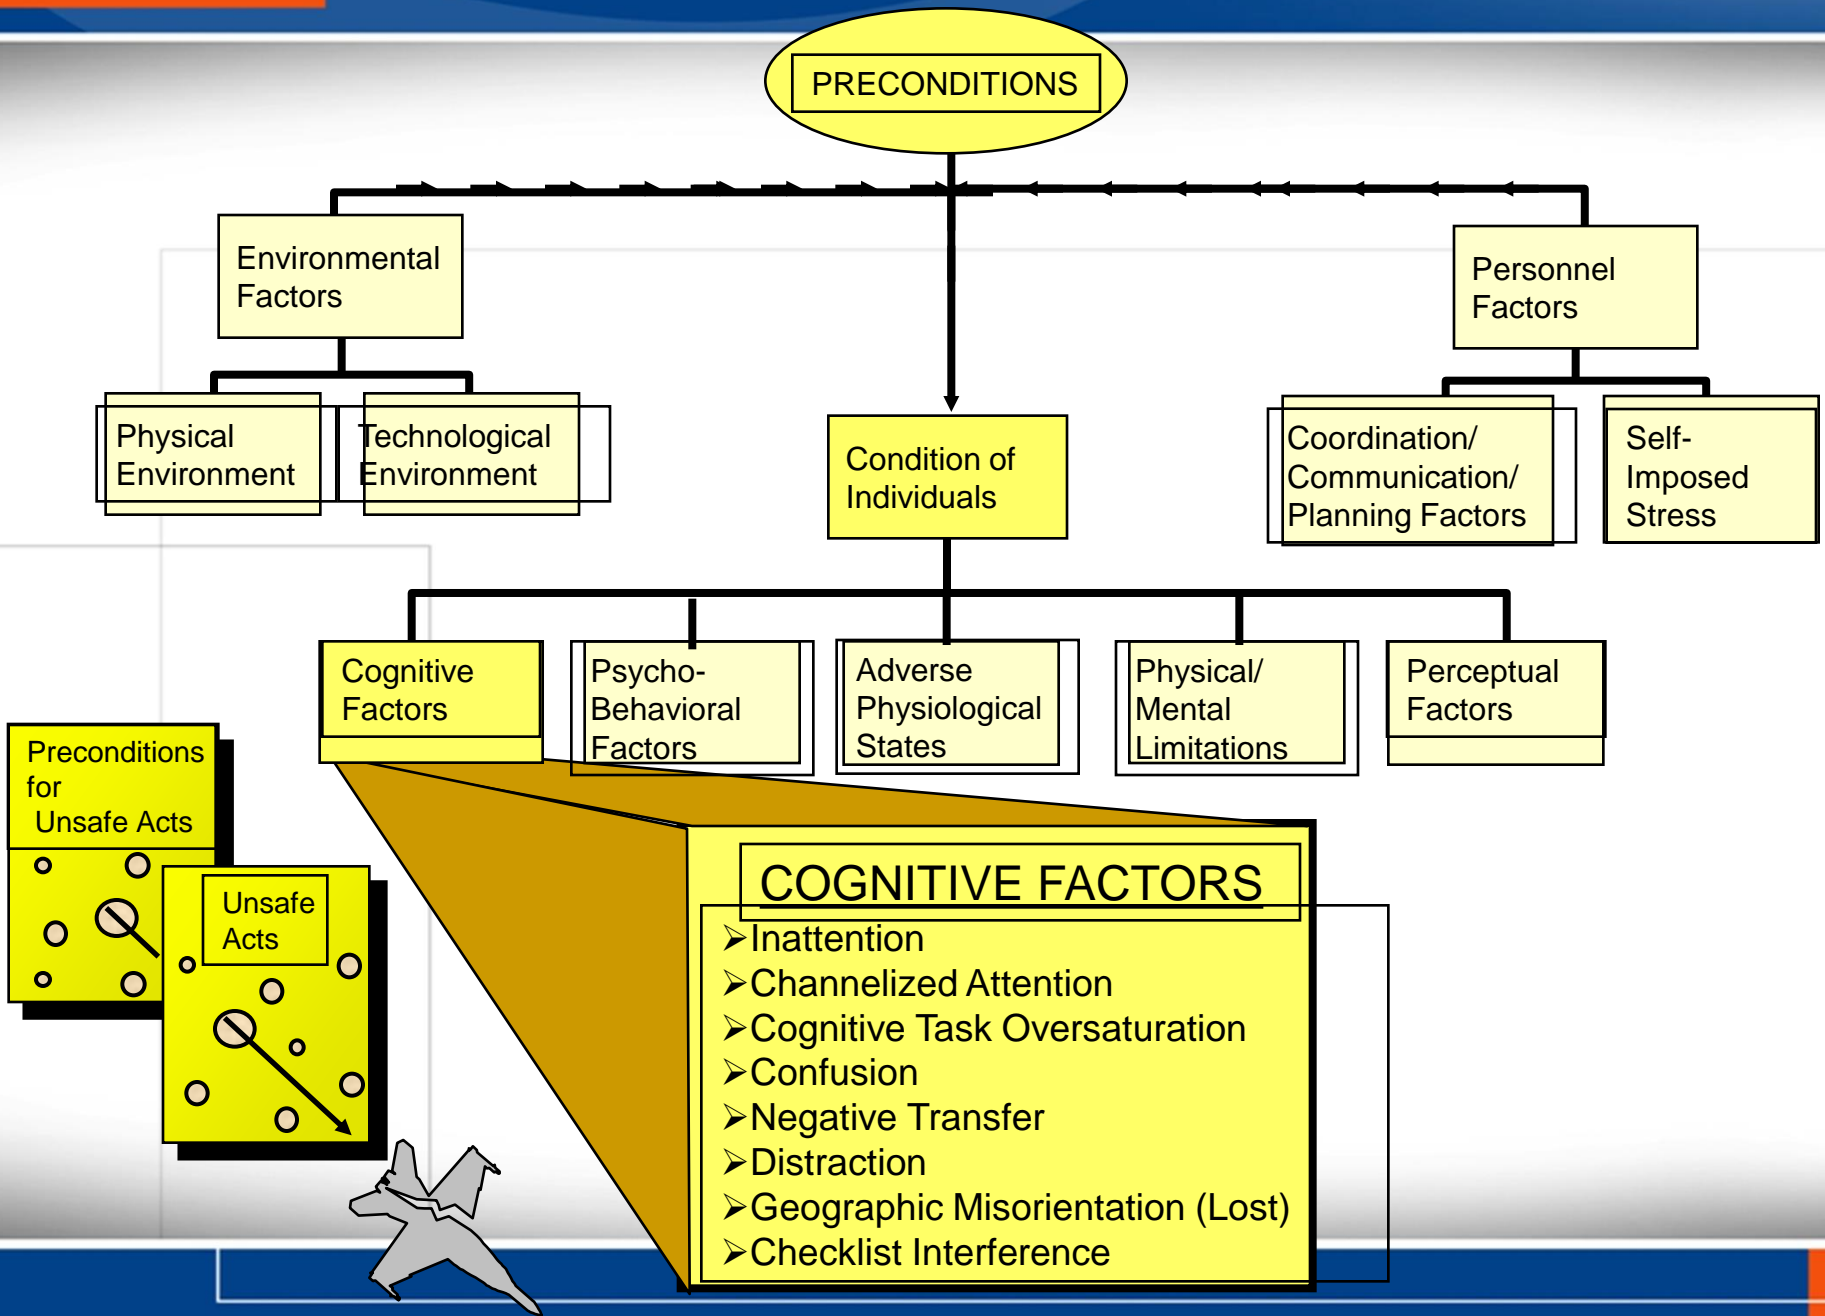 PRECONDITIONS
Environmental
Factors
Personnel
Factors
Physical
Environment
Technological
Environment
Condition of
Individuals
Coordination/
Communication/
Planning Factors
Self-
Imposed
Stress
Cognitive
Factors
Psycho-
Behavioral
Factors
Adverse
Physiological
States
Physical/
Mental
Limitations
Perceptual
Factors
Preconditions
for
Unsafe Acts
Unsafe
Acts
COGNITIVE FACTORS
➢Inattention
➢Channelized Attention
➢Cognitive Task Oversaturation
➢Confusion
➢Negative Transfer
➢Distraction
➢Geographic Misorientation (Lost)
➢Checklist Interference